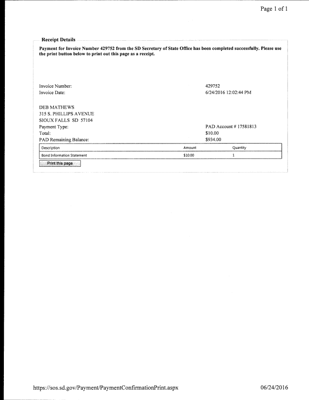 Page 1 of 1
Receipt Details
Payment for Invoice Number 429752 from the SD Secretary of State Office has been completed successfully. Please use
the print button below to print out this page as a receipt.
Invoice Number: 429752
Invoice Date: 6/24/2016 12:02:44 PM
DEB MATHEWS
315 S. PHILLIPS AVENUE
SIOUX FALLS SD 57104
Payment Type: PAD Account # 17581813
Total: $10.00
PAD Remaining Balance: $934.00
Description Amount Quantity
Bond Information Statement $10.00 1
Print this page
https://sos.sd.gov/Payment/PaymentConfirmationPrint.aspx 06/24/2016